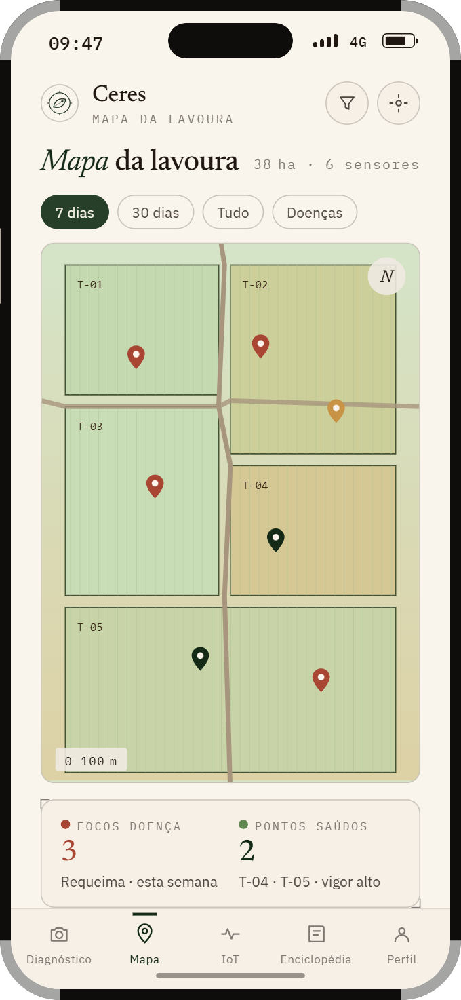 09:47
4G
Ceres
MAPA DA LAVOURA
Mapa da lavoura
38 ha · 6 sensores
7 dias
30 dias
Tudo
Doenças
N
T-01
T-02
T-03
T-04
T-05
0 100 m
FOCOS DOENÇA
3
Requeima · esta semana
PONTOS SAÚDOS
2
T-04 · T-05 · vigor alto
Diagnóstico
Mapa
IoT
Enciclopédia
Perfil